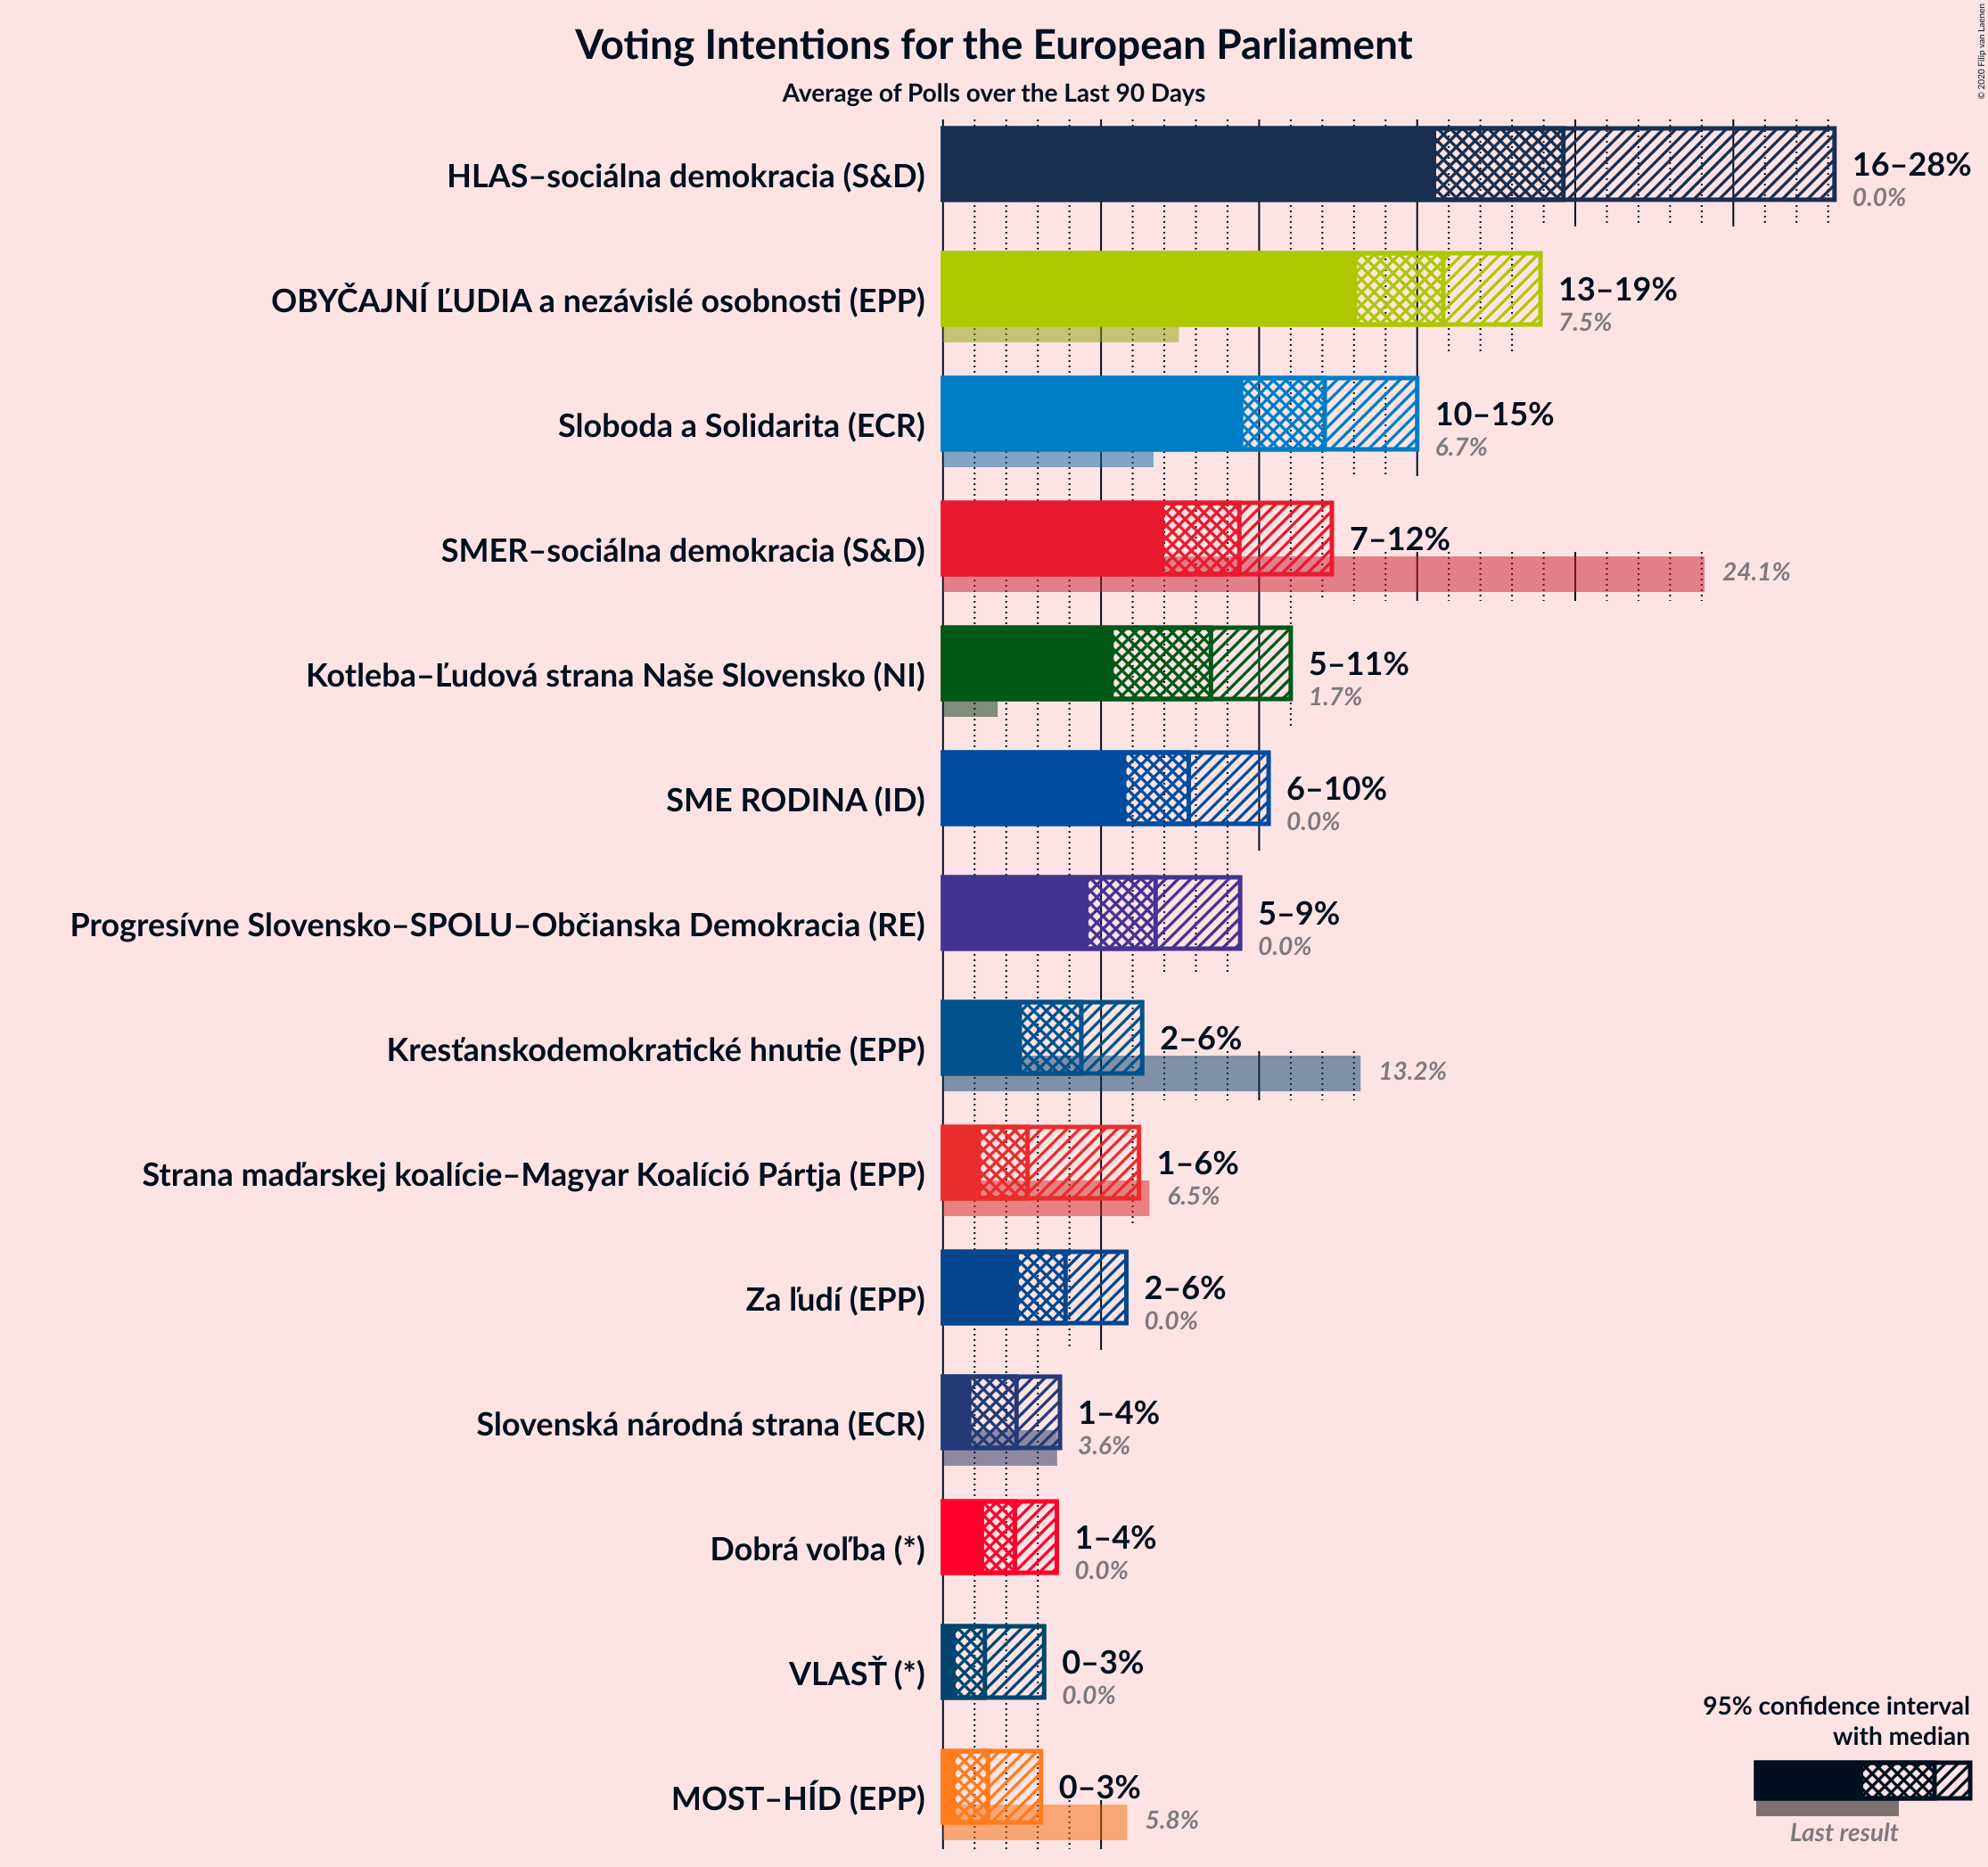 Voting Intentions for the European Parliament
Average of Polls over the Last 90 Days
© 2020 Filip van Laenen
HLAS–sociálna demokracia (S&D)
16–28%
0.0%
OBYČAJNÍ ĽUDIA a nezávislé osobnosti (EPP)
13–19%
7.5%
Sloboda a Solidarita (ECR)
10–15%
6.7%
SMER–sociálna demokracia (S&D)
7–12%
24.1%
Kotleba–Ľudová strana Naše Slovensko (NI)
5–11%
1.7%
SME RODINA (ID)
6–10%
0.0%
Progresívne Slovensko–SPOLU–Občianska Demokracia (RE)
5–9%
0.0%
Kresťanskodemokratické hnutie (EPP)
2–6%
13.2%
Strana maďarskej koalície–Magyar Koalíció Pártja (EPP)
1–6%
6.5%
Za ľudí (EPP)
2–6%
0.0%
Slovenská národná strana (ECR)
1–4%
3.6%
Dobrá voľba (*)
1–4%
0.0%
VLASŤ (*)
0–3%
0.0%
MOST–HÍD (EPP)
0–3%
5.8%
95% confidence interval
with median
Last result